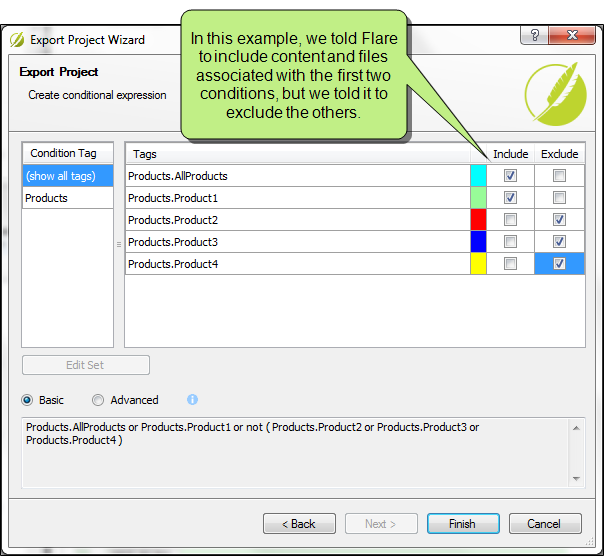 Export Project Wizard
?
X
In this example, we told Flare
to include content and files
associated with the first two
conditions, but we told it to
exclude the others.
Export Project
Create conditional expression
Condition Tag
(show all tags)
Products
Tags Include Exclude
Products.AllProducts
Products.Product1
Products.Product2
Products.Product3
Products.Product4
Edit Set
Basic Advanced i
Products.AllProducts or Products.Product1 or not ( Products.Product2 or Products.Product3 or
Products.Product4 )
< Back Next > Finish Cancel